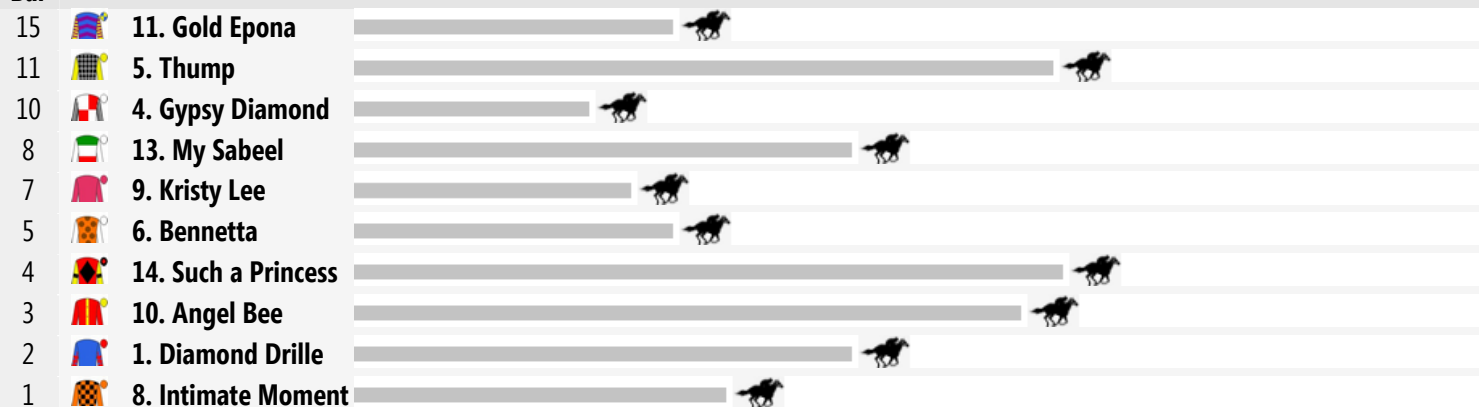 15 11. Gold Epona
11 5. Thump
10 4. Gypsy Diamond
8 13. My Sabeel
7 9. Kristy Lee
5 6. Bennetta
4 14. Such a Princess
3 10. Angel Bee
2 1. Diamond Drille
1 8. Intimate Moment